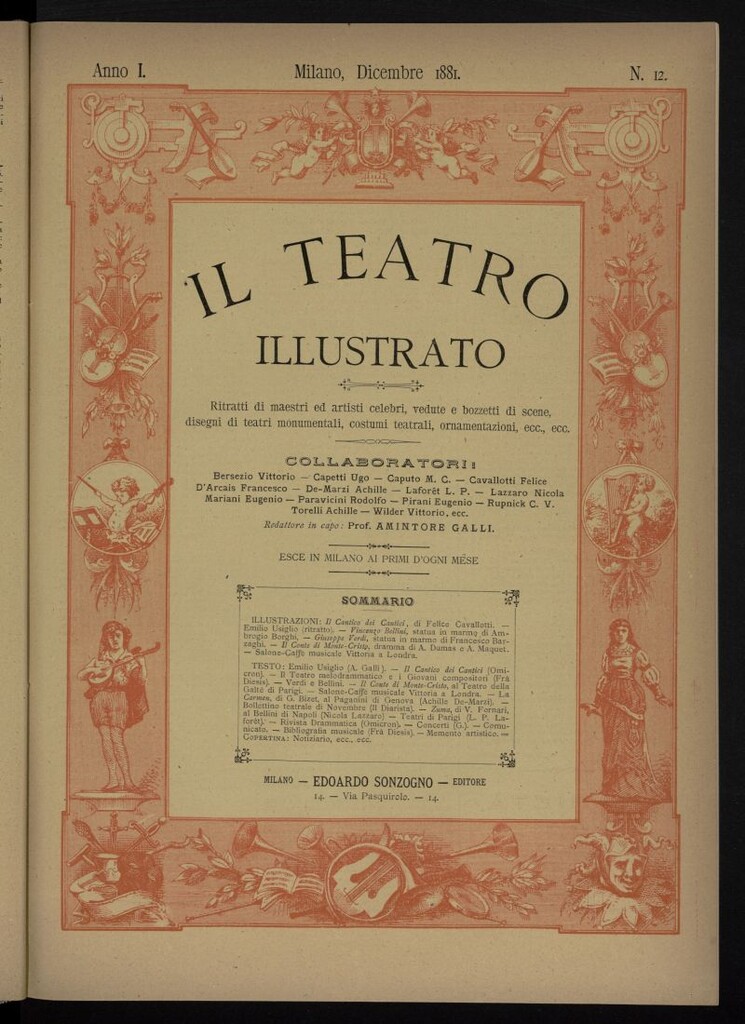 Anno I. Milano, Dicembre 1881. N. 12.
IL TEATRO
ILLUSTRATO
Ritratti di maestri ed artisti celebri, vedute e bozzetti di scene,
disegni di teatri monumentali, costumi teatrali, ornamentazioni, ecc., ecc.
COLLABORATORI:
Bersezio Vittorio — Capetti Ugo — Caputo M. C. — Cavallotti Felice
D'Arcais Francesco — De-Marzi Achille — Laforêt L. P. — Lazzaro Nicola
Mariani Eugenio — Paravicini Rodolfo — Pirani Eugenio — Rupnick C. V.
Torelli Achille — Wilder Vittorio, ecc.
Redattore in capo: Prof. AMINTORE GALLI.
ESCE IN MILANO AI PRIMI D'OGNI MESE
SOMMARIO
ILLUSTRAZIONI: Il Cantico dei Cantici, di Felice Cavallotti. —
Emilio Usiglio (ritratto). — Vincenzo Bellini, statua in marmo di Am-
brogio Borghi. — Giuseppe Verdi, statua in marmo di Francesco Bar-
zaghi. — Il Conte di Monte-Cristo, dramma di A. Dumas e A. Maquet.
— Salone-Caffè musicale Vittoria a Londra.
TESTO: Emilio Usiglio (A. Galli). — Il Cantico dei Cantici (Omi-
cron). — Il Teatro melodrammatico e i Giovani compositori (Frà
Diesis). — Verdi e Bellini. — Il Conte di Monte-Cristo, al Teatro della
Gaîté di Parigi. — Salone-Caffè musicale Vittoria a Londra. — La
Carmen, di G. Bizet, al Paganini di Genova (Achille De-Marzi). —
Bollettino teatrale di Novembre (Il Diarista). — Zuma, di V. Fornari,
al Bellini di Napoli (Nicola Lazzaro) — Teatri di Parigi (L. P. La-
forêt). — Rivista Drammatica (Omicron). — Concerti (G.). — Comu-
nicato. — Bibliografia musicale (Frà Diesis). — Memento artistico. —
COPERTINA: Notiziario, ecc., ecc.
MILANO — EDOARDO SONZOGNO — EDITORE
14. — Via Pasquirolo. — 14.